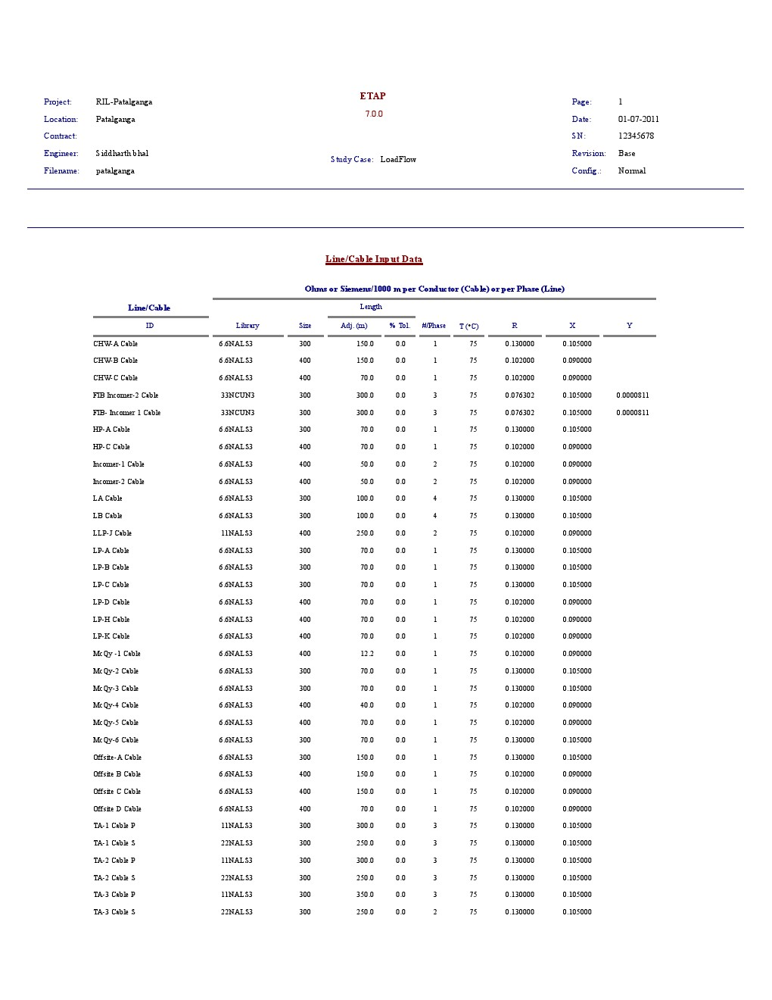 ETAP
Project: RIL-Patalganga Page: 1
7.0.0
Location: Patalganga Date: 01-07-2011
Contract: SN: 12345678
Engineer: Siddharth bhal Revision: Base
Study Case: LoadFlow
Filename: patalganga Config.: Normal
Line/Cable Input Data
Ohms or Siemens/1000 m per Conductor (Cable) or per Phase (Line)
Line/Cable Length
ID Library Size Adj. (m) % Tol. #/Phase T (°C) R X Y
CHW-A Cable 6.6NALS3 300 150.0 0.0 1 75 0.130000 0.105000
CHW-B Cable 6.6NALS3 400 150.0 0.0 1 75 0.102000 0.090000
CHW-C Cable 6.6NALS3 400 70.0 0.0 1 75 0.102000 0.090000
FIB Incomer-2 Cable 33NCUN3 300 300.0 0.0 3 75 0.076302 0.105000 0.0000811
FIB- Incomer 1 Cable 33NCUN3 300 300.0 0.0 3 75 0.076302 0.105000 0.0000811
HP-A Cable 6.6NALS3 300 70.0 0.0 1 75 0.130000 0.105000
HP-C Cable 6.6NALS3 400 70.0 0.0 1 75 0.102000 0.090000
Incomer-1 Cable 6.6NALS3 400 50.0 0.0 2 75 0.102000 0.090000
Incomer-2 Cable 6.6NALS3 400 50.0 0.0 2 75 0.102000 0.090000
LA Cable 6.6NALS3 300 100.0 0.0 4 75 0.130000 0.105000
LB Cable 6.6NALS3 300 100.0 0.0 4 75 0.130000 0.105000
LLP-J Cable 11NALS3 400 250.0 0.0 2 75 0.102000 0.090000
LP-A Cable 6.6NALS3 300 70.0 0.0 1 75 0.130000 0.105000
LP-B Cable 6.6NALS3 300 70.0 0.0 1 75 0.130000 0.105000
LP-C Cable 6.6NALS3 300 70.0 0.0 1 75 0.130000 0.105000
LP-D Cable 6.6NALS3 400 70.0 0.0 1 75 0.102000 0.090000
LP-H Cable 6.6NALS3 400 70.0 0.0 1 75 0.102000 0.090000
LP-K Cable 6.6NALS3 400 70.0 0.0 1 75 0.102000 0.090000
McQy -1 Cable 6.6NALS3 400 12.2 0.0 1 75 0.102000 0.090000
McQy-2 Cable 6.6NALS3 300 70.0 0.0 1 75 0.130000 0.105000
McQy-3 Cable 6.6NALS3 300 70.0 0.0 1 75 0.130000 0.105000
McQy-4 Cable 6.6NALS3 400 40.0 0.0 1 75 0.102000 0.090000
McQy-5 Cable 6.6NALS3 400 70.0 0.0 1 75 0.102000 0.090000
McQy-6 Cable 6.6NALS3 300 70.0 0.0 1 75 0.130000 0.105000
Offsite-A Cable 6.6NALS3 300 150.0 0.0 1 75 0.130000 0.105000
Offsite B Cable 6.6NALS3 400 150.0 0.0 1 75 0.102000 0.090000
Offsite C Cable 6.6NALS3 400 150.0 0.0 1 75 0.102000 0.090000
Offsite D Cable 6.6NALS3 400 70.0 0.0 1 75 0.102000 0.090000
TA-1 Cable P 11NALS3 300 300.0 0.0 3 75 0.130000 0.105000
TA-1 Cable S 22NALS3 300 250.0 0.0 3 75 0.130000 0.105000
TA-2 Cable P 11NALS3 300 300.0 0.0 3 75 0.130000 0.105000
TA-2 Cable S 22NALS3 300 250.0 0.0 3 75 0.130000 0.105000
TA-3 Cable P 11NALS3 300 350.0 0.0 3 75 0.130000 0.105000
TA-3 Cable S 22NALS3 300 250.0 0.0 2 75 0.130000 0.105000